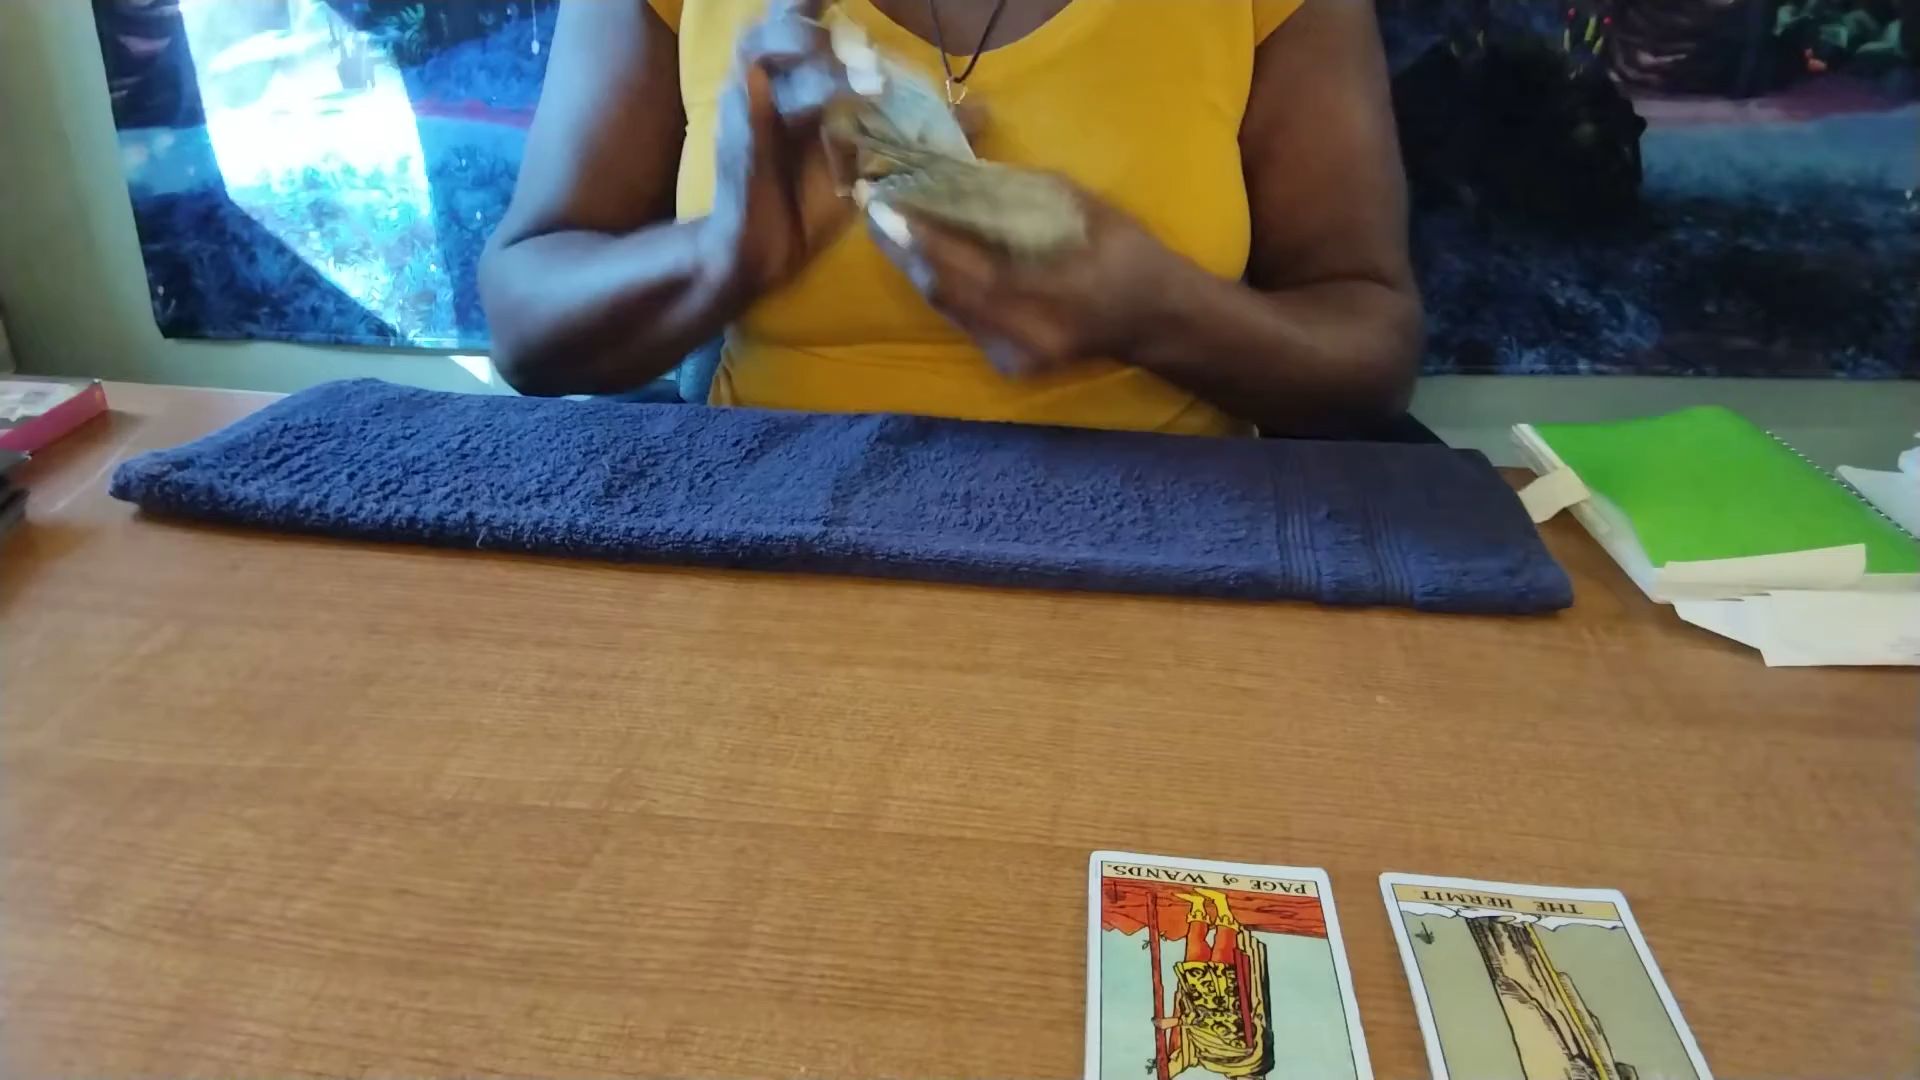 PAGE of WANDS.
THE HERMIT